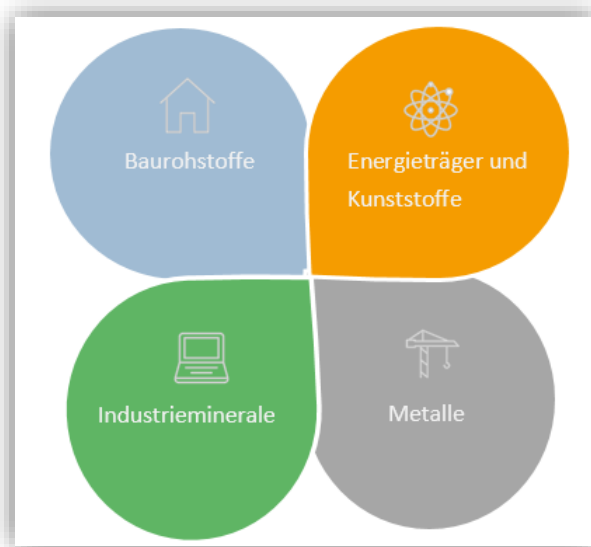 Baurohstoffe
Energieträger und
Kunststoffe
Industrieminerale
Metalle